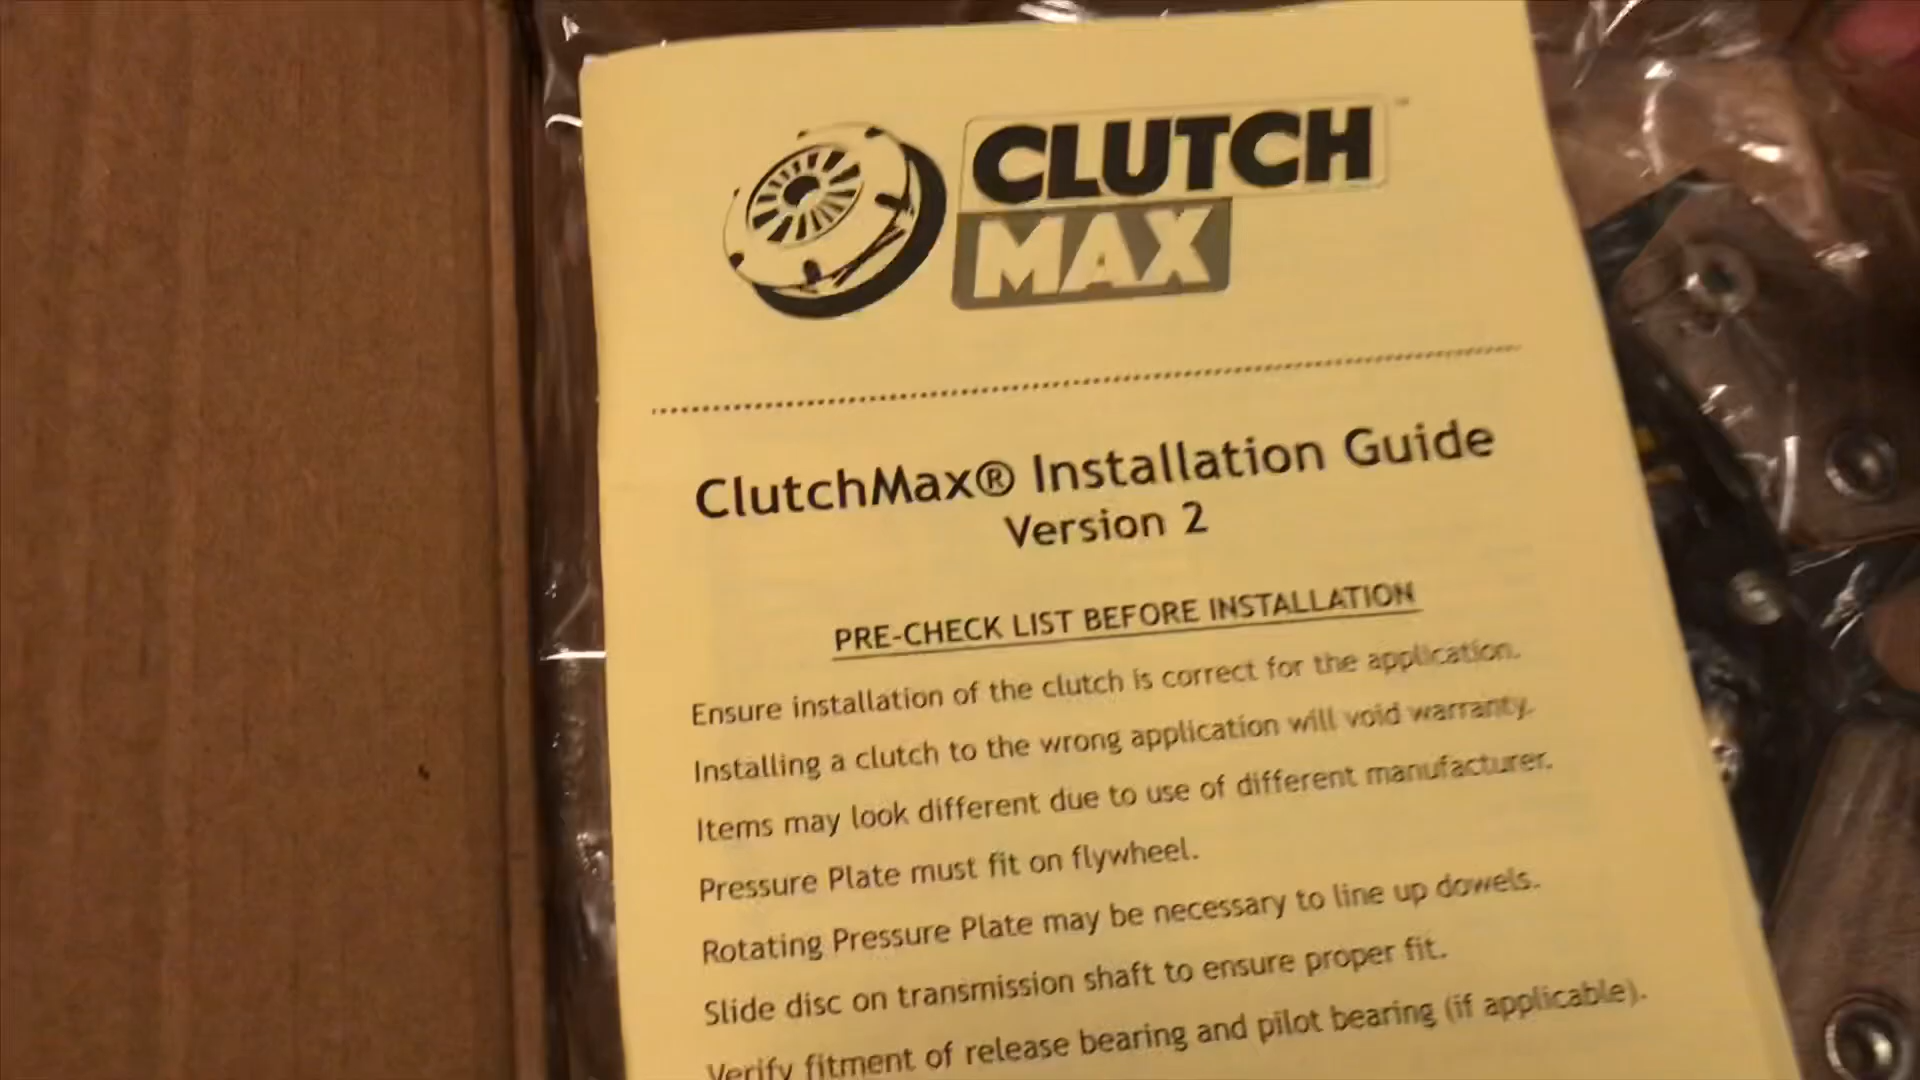 CLUTCH
MAX
ClutchMax® Installation Guide
Version 2
PRE-CHECK LIST BEFORE INSTALLATION
Ensure installation of the clutch is correct for the application.
Installing a clutch to the wrong application will void warranty.
Items may look different due to use of different manufacturer.
Pressure Plate must fit on flywheel.
Rotating Pressure Plate may be necessary to line up dowels.
Slide disc on transmission shaft to ensure proper fit.
Verify fitment of release bearing and pilot bearing (if applicable).